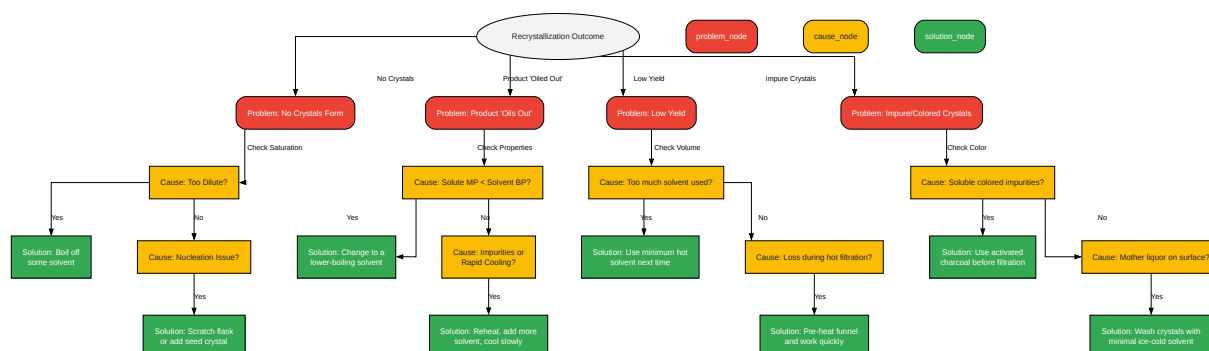 Recrystallization Outcome
problem_node
cause_node
solution_node
No Crystals
Product 'Oiled Out'
Low Yield
Impure Crystals
Problem: No Crystals Form
Problem: Product 'Oils Out'
Problem: Low Yield
Problem: Impure/Colored Crystals
Check Saturation
Check Properties
Check Volume
Check Color
Cause: Too Dilute?
Cause: Solute MP < Solvent BP?
Cause: Too much solvent used?
Cause: Soluble colored impurities?
Yes
No
Yes
No
Yes
No
Yes
No
Solution: Boil off
some solvent
Cause: Nucleation Issue?
Solution: Change to a
lower-boiling solvent
Cause: Impurities or
Rapid Cooling?
Solution: Use minimum hot
solvent next time
Cause: Loss during hot filtration?
Solution: Use activated
charcoal before filtration
Cause: Mother liquor on surface?
Yes
Yes
Yes
Yes
Solution: Scratch flask
or add seed crystal
Solution: Reheat, add more
solvent, cool slowly
Solution: Pre-heat funnel
and work quickly
Solution: Wash crystals with
minimal ice-cold solvent